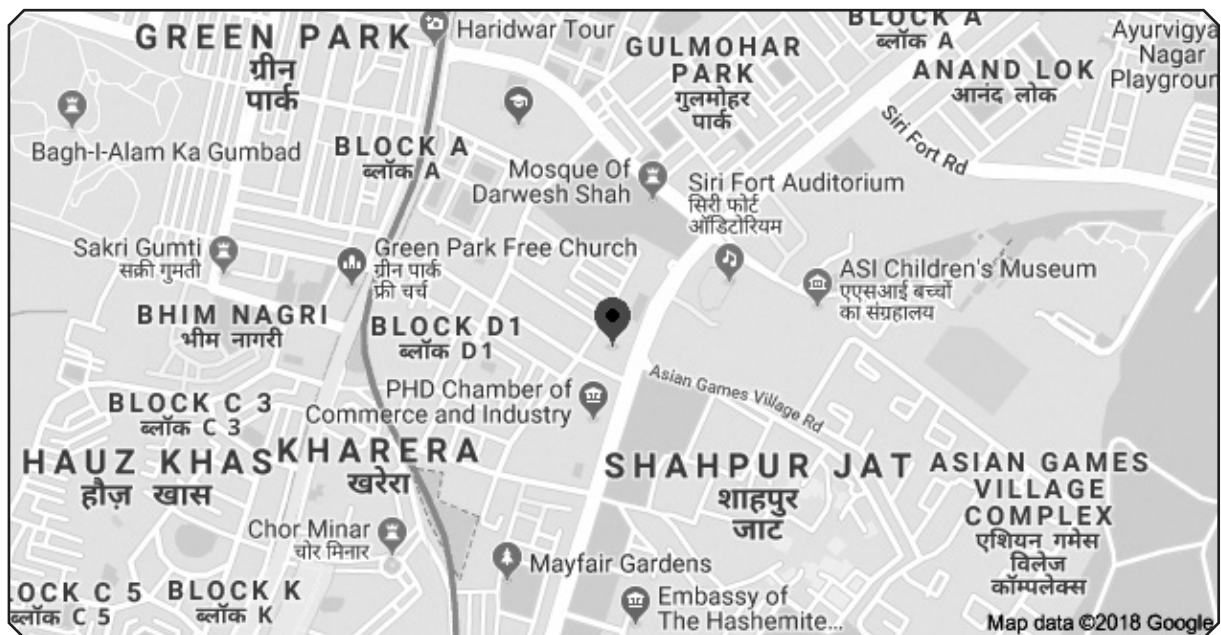 BLOCK A
ब्लॉक A
GREEN PARK
ग्रीन
पार्क
Haridwar Tour
GULMOHAR
PARK
गुलमोहर
पार्क
ANAND LOK
आनंद लोक
Ayurvigya
Nagar
Playgroun
Bagh-I-Alam Ka Gumbad
BLOCK A
ब्लॉक A
Mosque Of
Darwesh Shah
Siri Fort Auditorium
सिरी फोर्ट
ऑडिटोरियम
Siri Fort Rd
Sakri Gumti
सक्री गुमती
Green Park Free Church
ग्रीन पार्क
फ्री चर्च
ASI Children's Museum
एएसआई बच्चों
का संग्रहालय
BHIM NAGRI
भीम नागरी
BLOCK D1
ब्लॉक D1
PHD Chamber of
Commerce and Industry
Asian Games Village Rd
BLOCK C 3
ब्लॉक C 3
HAUZ KHAS
हौज़ खास
KHARERA
खरेरा
SHAHPUR JAT
शाहपुर
जाट
ASIAN GAMES
VILLAGE
COMPLEX
एशियन गमेस
विलेज
कॉम्पलेक्स
Chor Minar
चोर मिनार
Mayfair Gardens
LOCK C 5
ब्लॉक C 5
BLOCK K
ब्लॉक K
Embassy of
The Hashemite...
Map data ©2018 Google